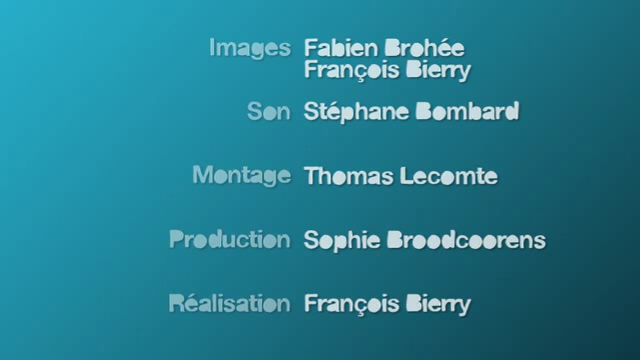 Images Fabien Brohée
François Bierry
Son Stéphane Bombard
Montage Thomas Lecomte
Production Sophie Broodcoorens
Réalisation François Bierry